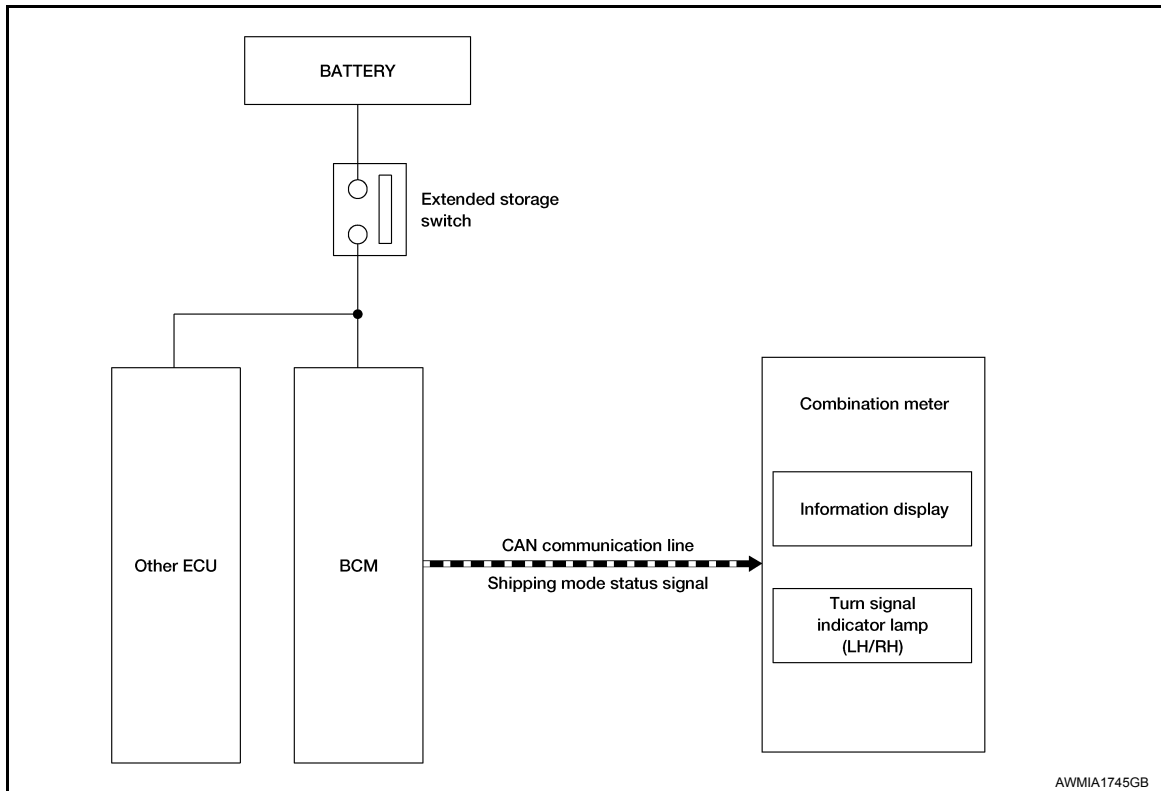 BATTERY
Extended storage
switch
Other ECU
BCM
CAN communication line
Shipping mode status signal
Combination meter
Information display
Turn signal
indicator lamp
(LH/RH)
AWMIA1745GB